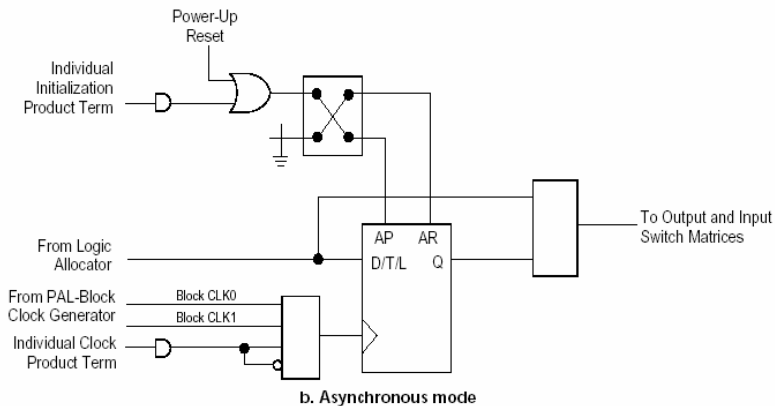 Power-Up
Reset
Individual
Initialization
Product Term
AP AR
D/T/L Q
From Logic
Allocator
To Output and Input
Switch Matrices
From PAL-Block
Clock Generator
Block CLK0
Block CLK1
Individual Clock
Product Term
b. Asynchronous mode